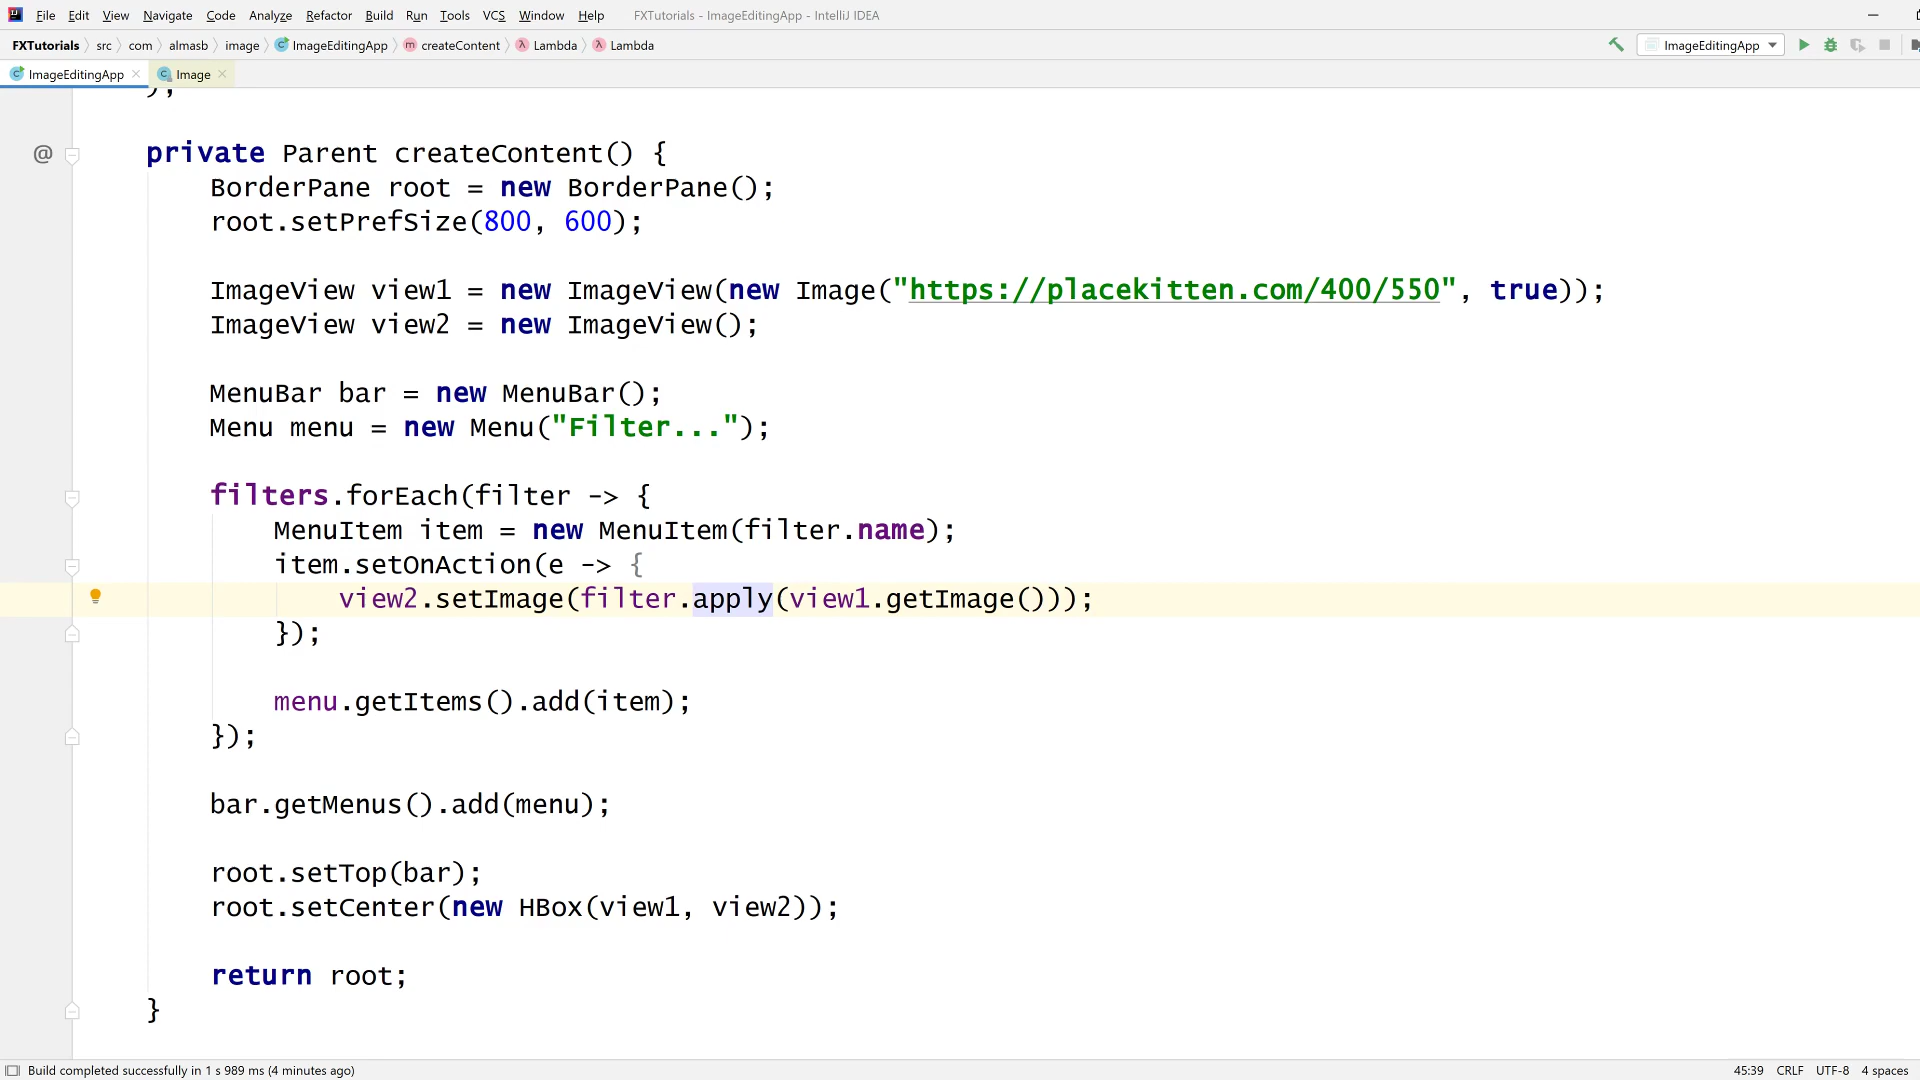 File Edit View Navigate Code Analyze Refactor Build Run Tools VCS Window Help FXTutorials - ImageEditingApp - IntelliJ IDEA
FXTutorials src com almasb image ImageEditingApp createContent Lambda Lambda ImageEditingApp
ImageEditingApp Image
);
private Parent createContent() {
BorderPane root = new BorderPane();
root.setPrefSize(800, 600);
ImageView view1 = new ImageView(new Image("https://placekitten.com/400/550", true));
ImageView view2 = new ImageView();
MenuBar bar = new MenuBar();
Menu menu = new Menu("Filter...");
filters.forEach(filter -> {
MenuItem item = new MenuItem(filter.name);
item.setOnAction(e -> {
view2.setImage(filter.apply(view1.getImage()));
});
menu.getItems().add(item);
});
bar.getMenus().add(menu);
root.setTop(bar);
root.setCenter(new HBox(view1, view2));
return root;
}
Build completed successfully in 1 s 989 ms (4 minutes ago) 45:39 CRLF UTF-8 4 spaces